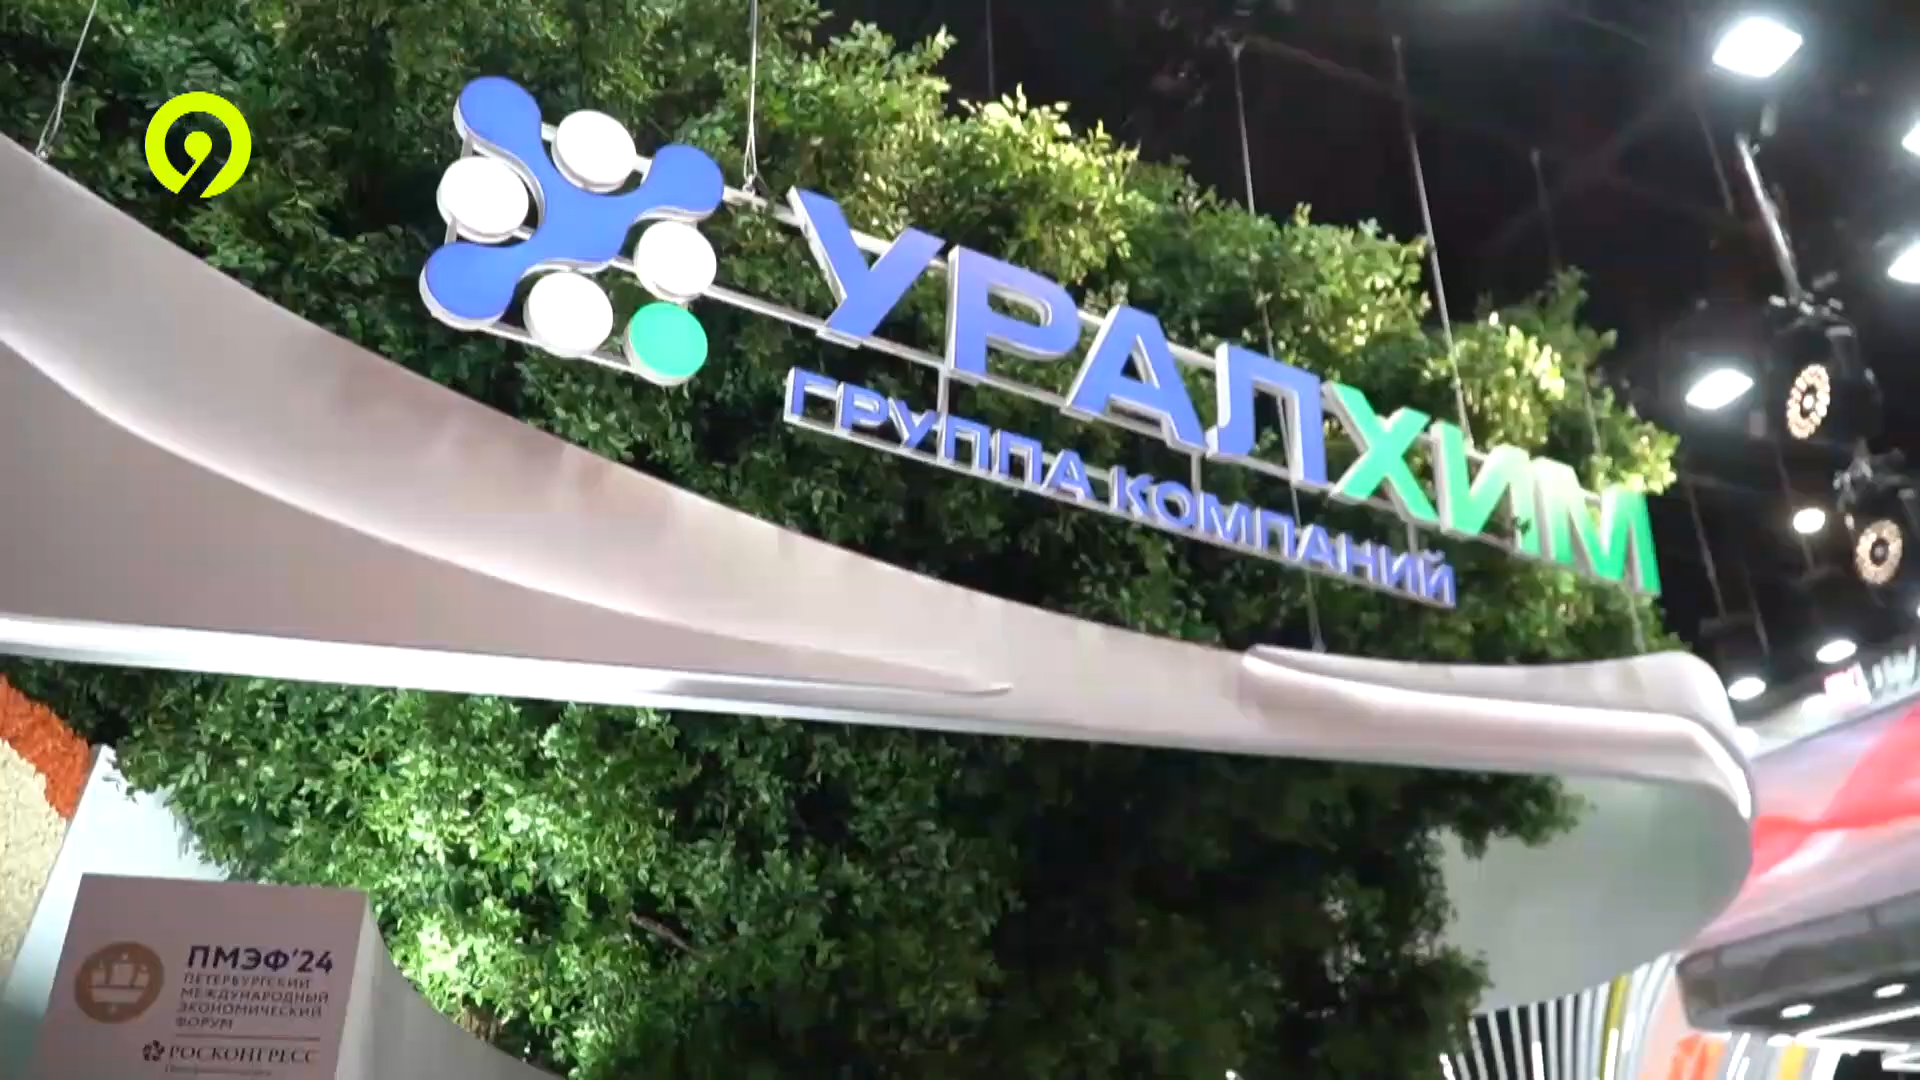 УРАЛХИМ
ГРУППА КОМПАНИЙ
ПМЭФ'24
ПЕТЕРБУРГСКИЙ
МЕЖДУНАРОДНЫЙ
ЭКОНОМИЧЕСКИЙ
ФОРУМ
РОСКОНГРЕСС